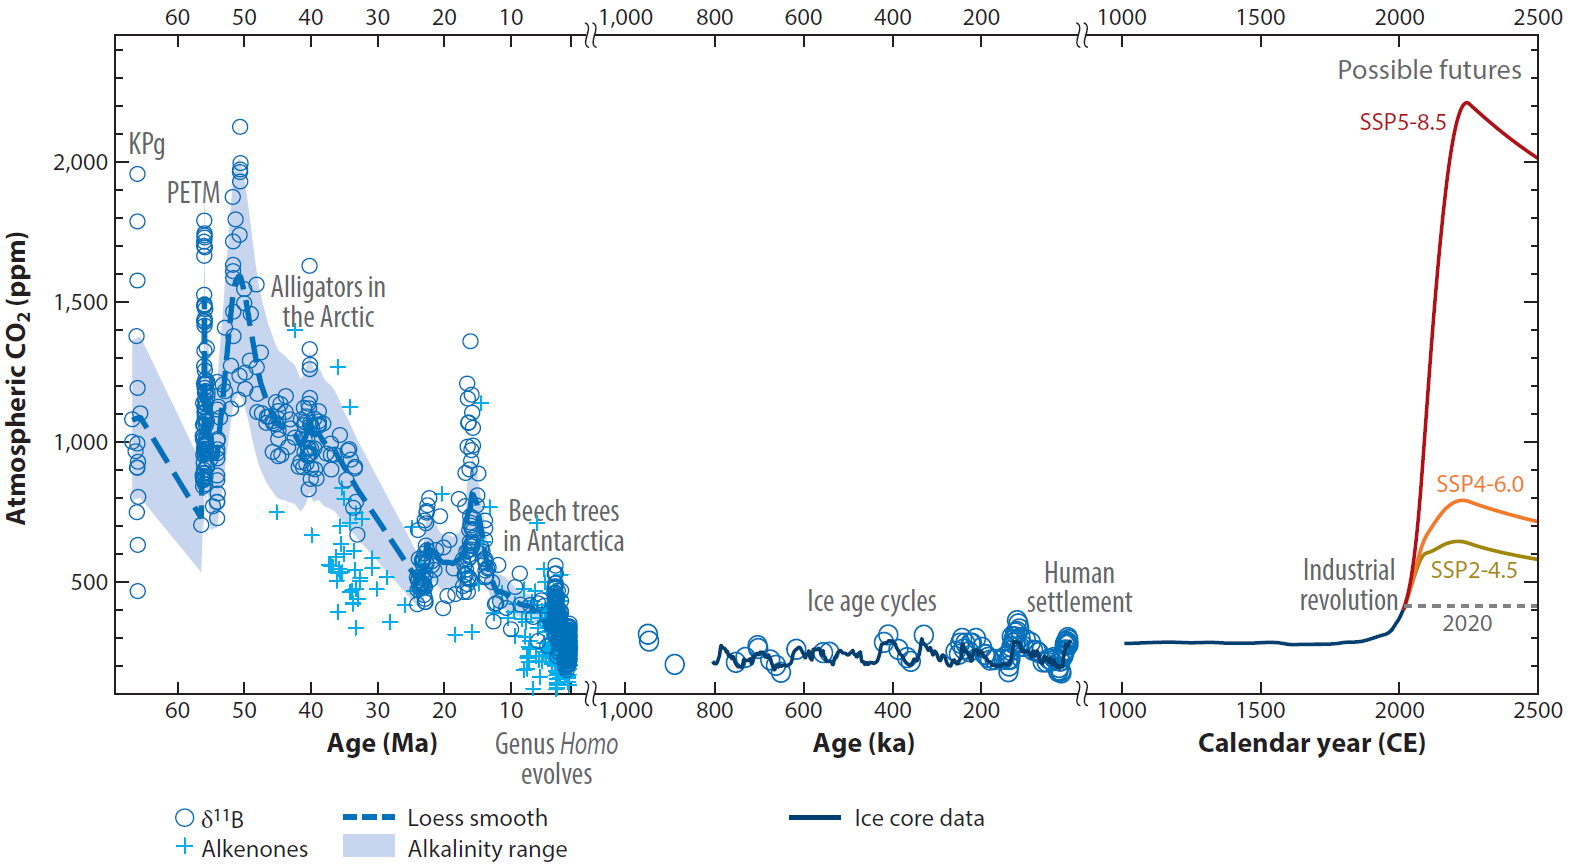 60 50 40 30 20 10 1,000 800 600 400 200 1000 1500 2000 2500
Possible futures
SSP5-8.5
KPg
2,000
PETM
Alligators in
the Arctic
1,500
Atmospheric CO₂ (ppm)
1,000
SSP4-6.0
Beech trees
in Antarctica
500
Ice age cycles
Human
settlement
Industrial
revolution
SSP2-4.5
2020
60 50 40 30 20 10 1,000 800 600 400 200 1000 1500 2000 2500
Age (Ma)
Genus Homo
evolves
Age (ka)
Calendar year (CE)
δ¹¹B
Loess smooth
Ice core data
Alkenones
Alkalinity range